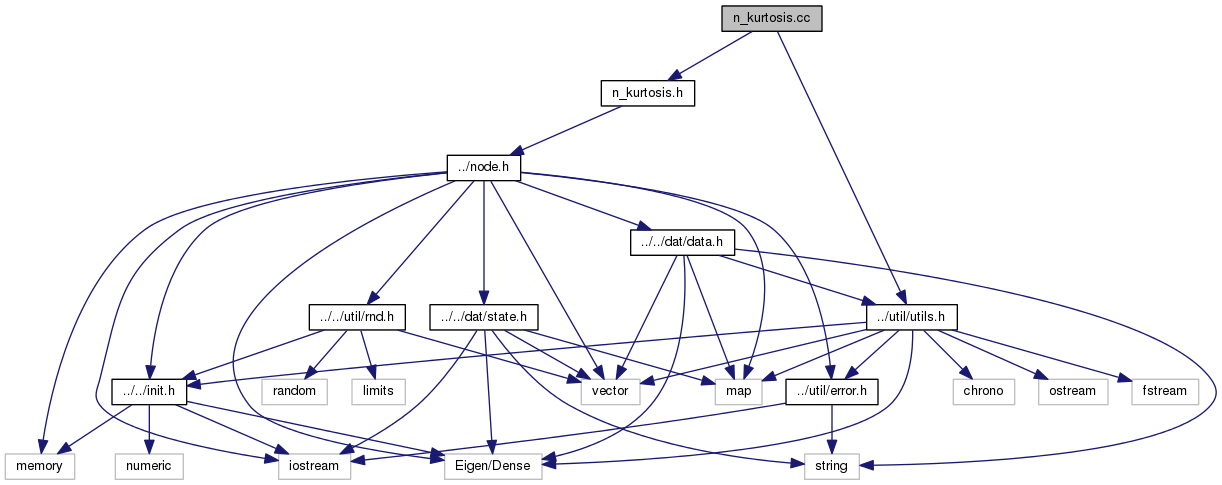 n_kurtosis.cc
n_kurtosis.h
../node.h
../../dat/data.h
../../util/rnd.h
../../dat/state.h
../util/utils.h
../../init.h
random
limits
vector
map
../util/error.h
chrono
ostream
fstream
memory
numeric
iostream
Eigen/Dense
string